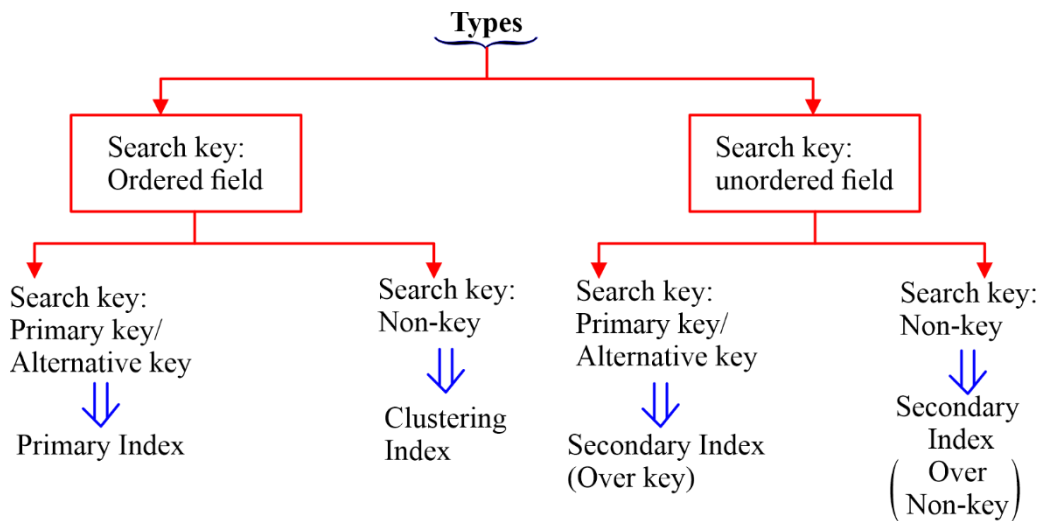 Types
Search key:
Ordered field
Search key:
unordered field
Search key:
Primary key/
Alternative key
Primary Index
Search key:
Non-key
Clustering
Index
Search key:
Primary key/
Alternative key
Secondary Index
(Over key)
Search key:
Non-key
Secondary
Index
(Over
Non-key)